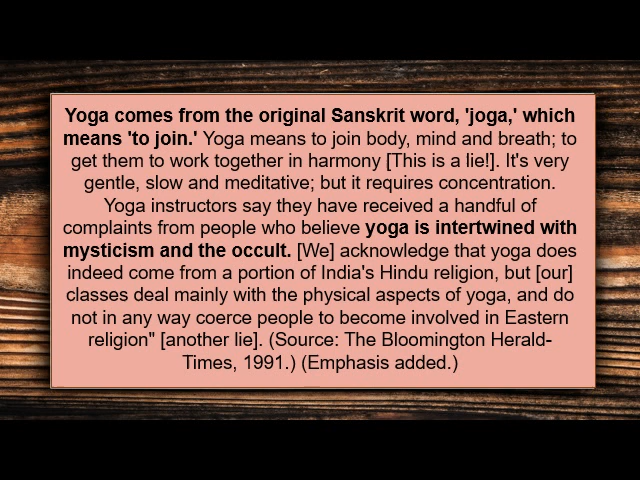 Yoga comes from the original Sanskrit word, 'joga,' which
means 'to join.' Yoga means to join body, mind and breath; to
get them to work together in harmony [This is a lie!]. It's very
gentle, slow and meditative; but it requires concentration.
Yoga instructors say they have received a handful of
complaints from people who believe yoga is intertwined with
mysticism and the occult. [We] acknowledge that yoga does
indeed come from a portion of India's Hindu religion, but [our]
classes deal mainly with the physical aspects of yoga, and do
not in any way coerce people to become involved in Eastern
religion" [another lie]. (Source: The Bloomington Herald-
Times, 1991.) (Emphasis added.)